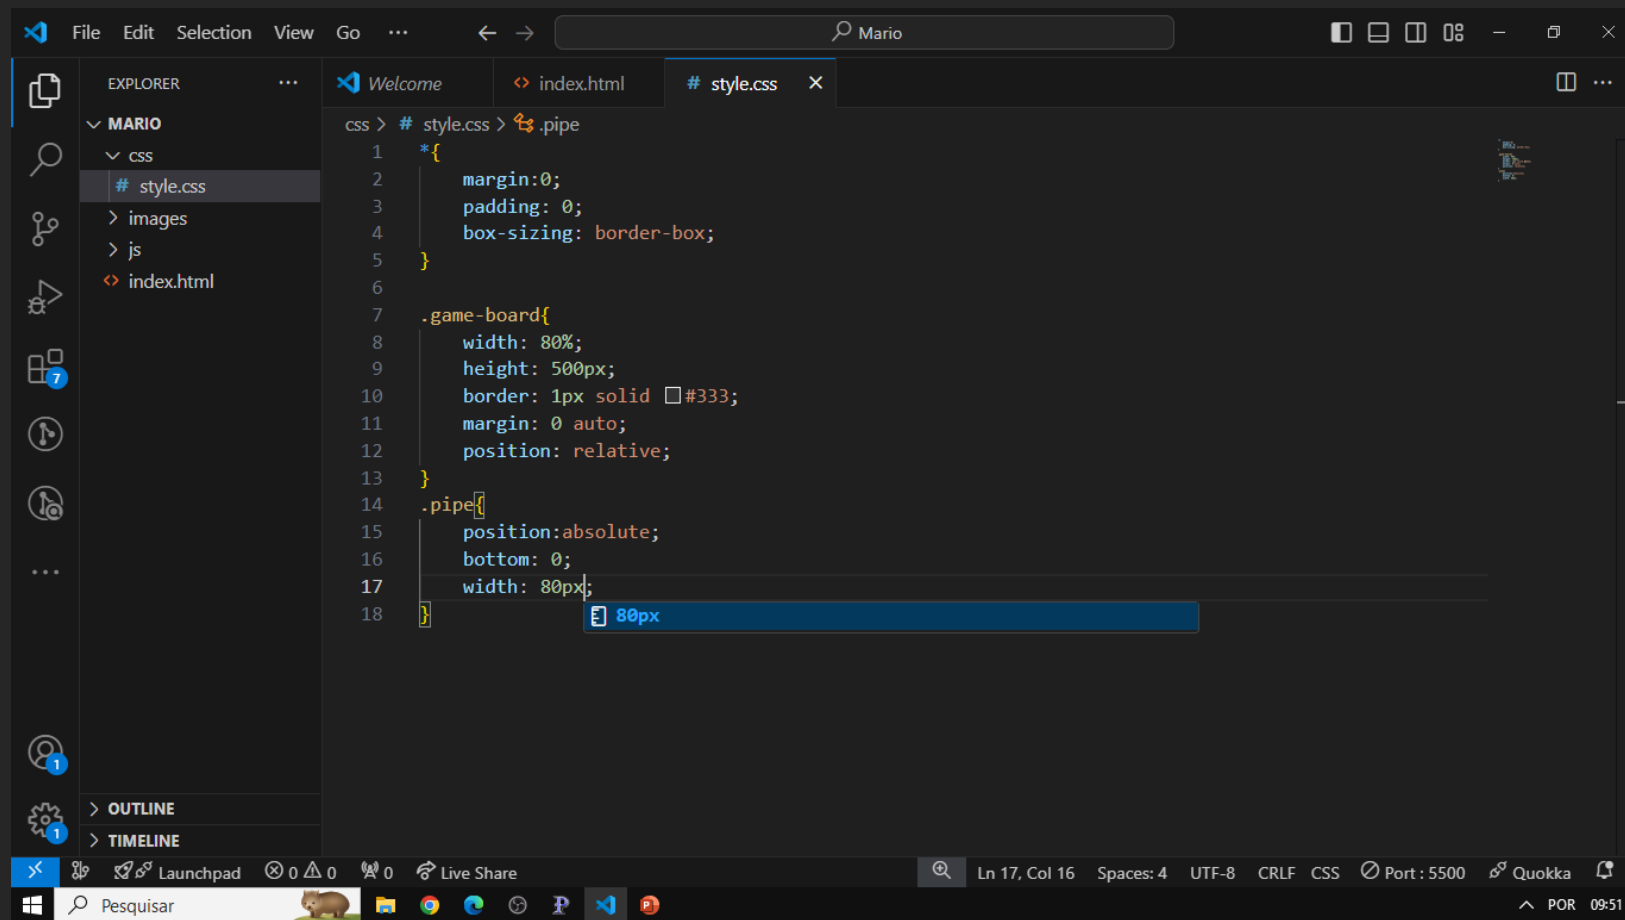 File Edit Selection View Go ··· Mario
EXPLORER ···
Welcome index.html # style.css
MARIO
css
# style.css
images
js
index.html
css > # style.css > .pipe
1 *{
2 margin:0;
3 padding: 0;
4 box-sizing: border-box;
5 }
6
7 .game-board{
8 width: 80%;
9 height: 500px;
10 border: 1px solid #333;
11 margin: 0 auto;
12 position: relative;
13 }
14 .pipe{
15 position:absolute;
16 bottom: 0;
17 width: 80px;
18 }
80px
7
1
1
OUTLINE
TIMELINE
Launchpad 0 0 0 Live Share Ln 17, Col 16 Spaces: 4 UTF-8 CRLF CSS Port : 5500 Quokka
Pesquisar POR 09:51